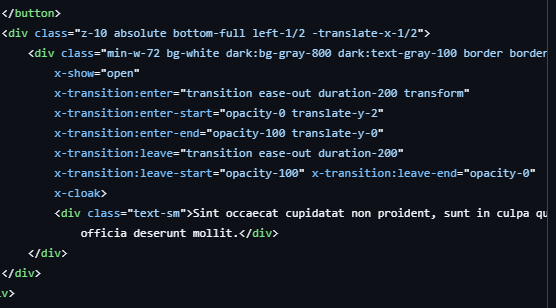 </button>
<div class="z-10 absolute bottom-full left-1/2 -translate-x-1/2">
<div class="min-w-72 bg-white dark:bg-gray-800 dark:text-gray-100 border border
x-show="open"
x-transition:enter="transition ease-out duration-200 transform"
x-transition:enter-start="opacity-0 translate-y-2"
x-transition:enter-end="opacity-100 translate-y-0"
x-transition:leave="transition ease-out duration-200"
x-transition:leave-start="opacity-100" x-transition:leave-end="opacity-0"
x-cloak>
<div class="text-sm">Sint occaecat cupidatat non proident, sunt in culpa qu
officia deserunt mollit.</div>
</div>
</div>
v>